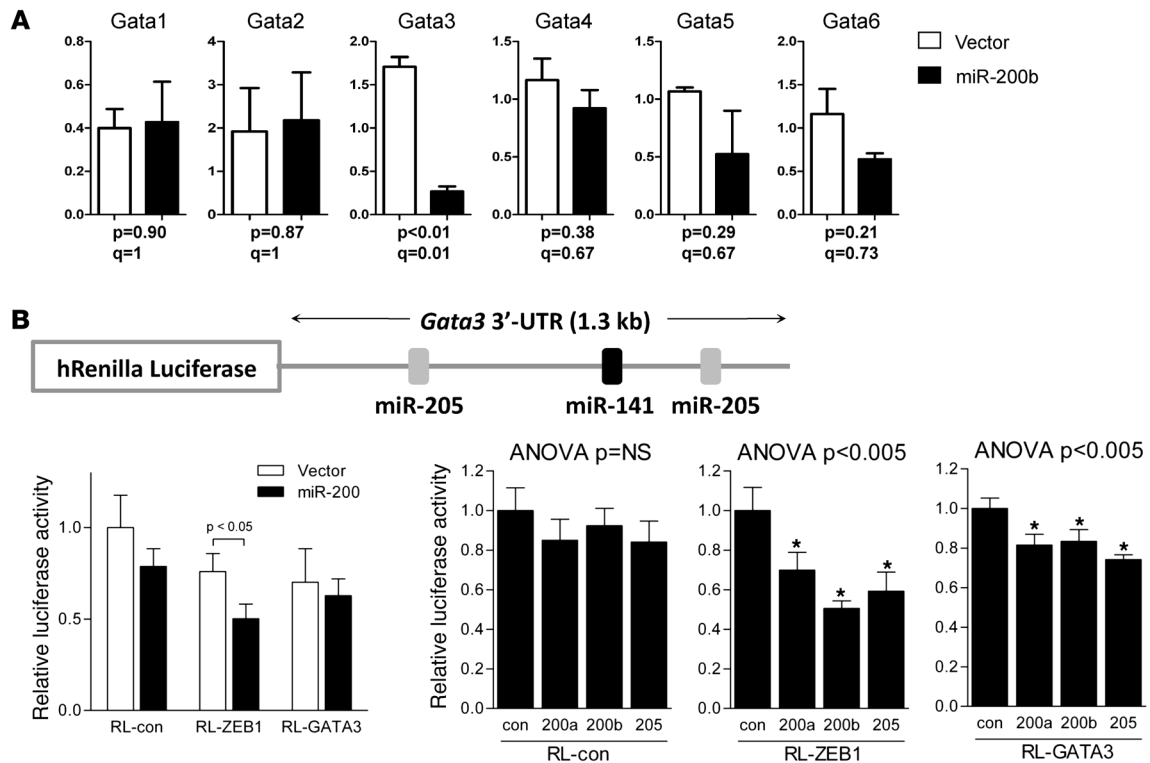 A
Gata1 Gata2 Gata3 Gata4 Gata5 Gata6
Vector
miR-200b
0.8 0.6 0.4 0.2 0.0
4 3 2 1 0
2.0 1.5 1.0 0.5 0.0
1.5 1.0 0.5 0.0
1.5 1.0 0.5 0.0
2.0 1.5 1.0 0.5 0.0
p=0.90 p=0.87 p<0.01 p=0.38 p=0.29 p=0.21
q=1 q=1 q=0.01 q=0.67 q=0.67 q=0.73
B
Gata3 3’-UTR (1.3 kb)
hRenilla Luciferase
miR-205 miR-141 miR-205
Relative luciferase activity
1.0
0.5
0.0
Vector
miR-200
p < 0.05
RL-con RL-ZEB1 RL-GATA3
Relative luciferase activity
ANOVA p=NS
1.2 1.0 0.8 0.6 0.4 0.2 0.0
con 200a 200b 205
RL-con
ANOVA p<0.005
1.2 1.0 0.8 0.6 0.4 0.2 0.0
* * *
con 200a 200b 205
RL-ZEB1
ANOVA p<0.005
1.2 1.0 0.8 0.6 0.4 0.2 0.0
* * *
con 200a 200b 205
RL-GATA3